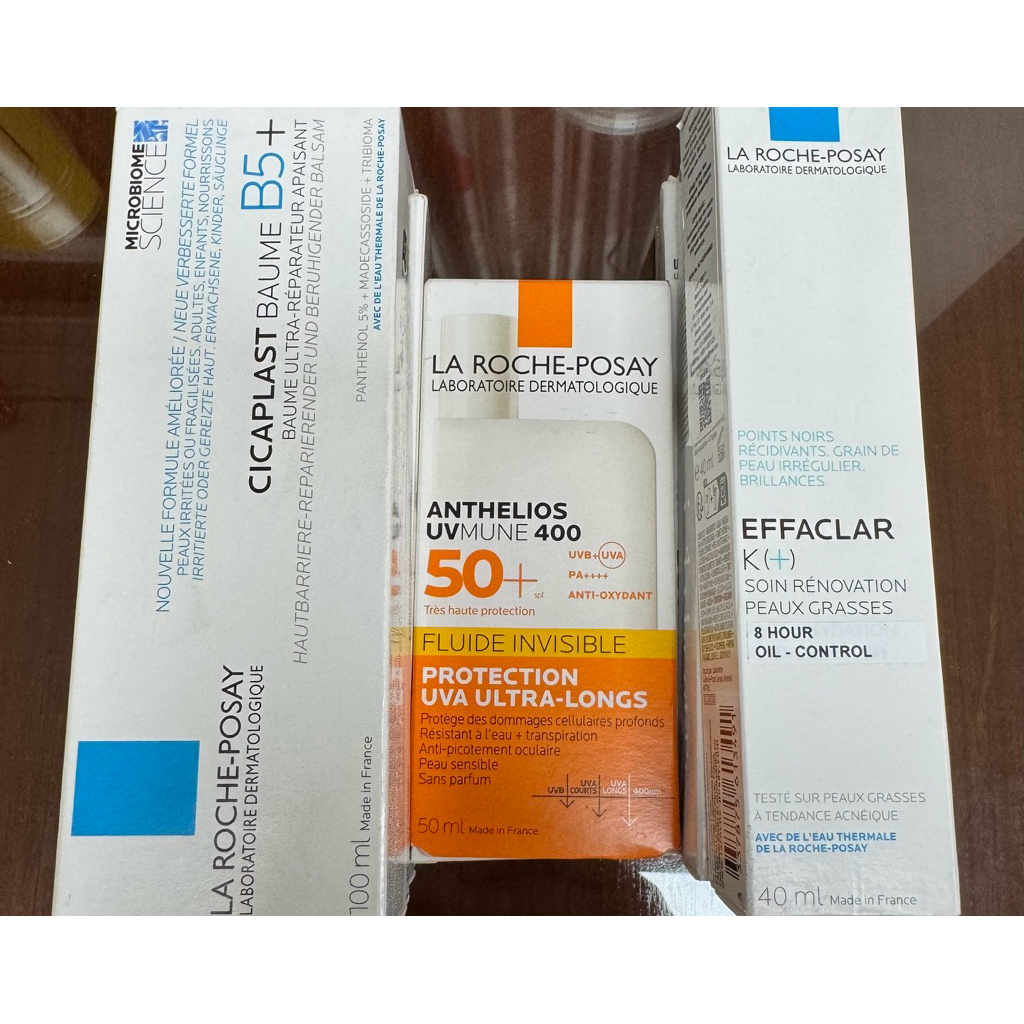 MICROBIOME
SCIENCE
NOUVELLE FORMULE AMÉLIORÉE / NEUE VERBESSERTE FORMEL
PEAUX IRRITÉES OU FRAGILISÉES. ADULTES, ENFANTS, NOURRISSONS
IRRITIERTE ODER GEREIZTE HAUT. ERWACHSENE, KINDER, SÄUGLINGE
CICAPLAST BAUME B5+
BAUME ULTRA-RÉPARATEUR APAISANT
HAUTBARRIERE-REPARIERENDER UND BERUHIGENDER BALSAM
PANTHENOL 5% + MADECASSOSIDE + TRIBIOMA
AVEC DE L'EAU THERMALE DE LA ROCHE-POSAY
LA ROCHE-POSAY
LABORATOIRE DERMATOLOGIQUE
100 ml Made in France
LA ROCHE-POSAY
LABORATOIRE DERMATOLOGIQUE
ANTHELIOS
UVMUNE 400
50+ spf
Très haute protection
UVB+UVA
PA++++
ANTI-OXYDANT
FLUIDE INVISIBLE
PROTECTION
UVA ULTRA-LONGS
Protège des dommages cellulaires profonds
Résistant à l'eau + transpiration
Anti-picotement oculaire
Peau sensible
Sans parfum
UVB
UVA COURTS
UVA LONGS
400nm
50 ml Made in France
LA ROCHE-POSAY
LABORATOIRE DERMATOLOGIQUE
POINTS NOIRS
RÉCIDIVANTS, GRAIN DE
PEAU IRRÉGULIER,
BRILLANCES
EFFACLAR
K(+)
SOIN RÉNOVATION
PEAUX GRASSES
8 HOUR
OIL - CONTROL
TESTÉ SUR PEAUX GRASSES
À TENDANCE ACNÉIQUE
AVEC DE L'EAU THERMALE
DE LA ROCHE-POSAY
40 ml Made in France
e 40 ml